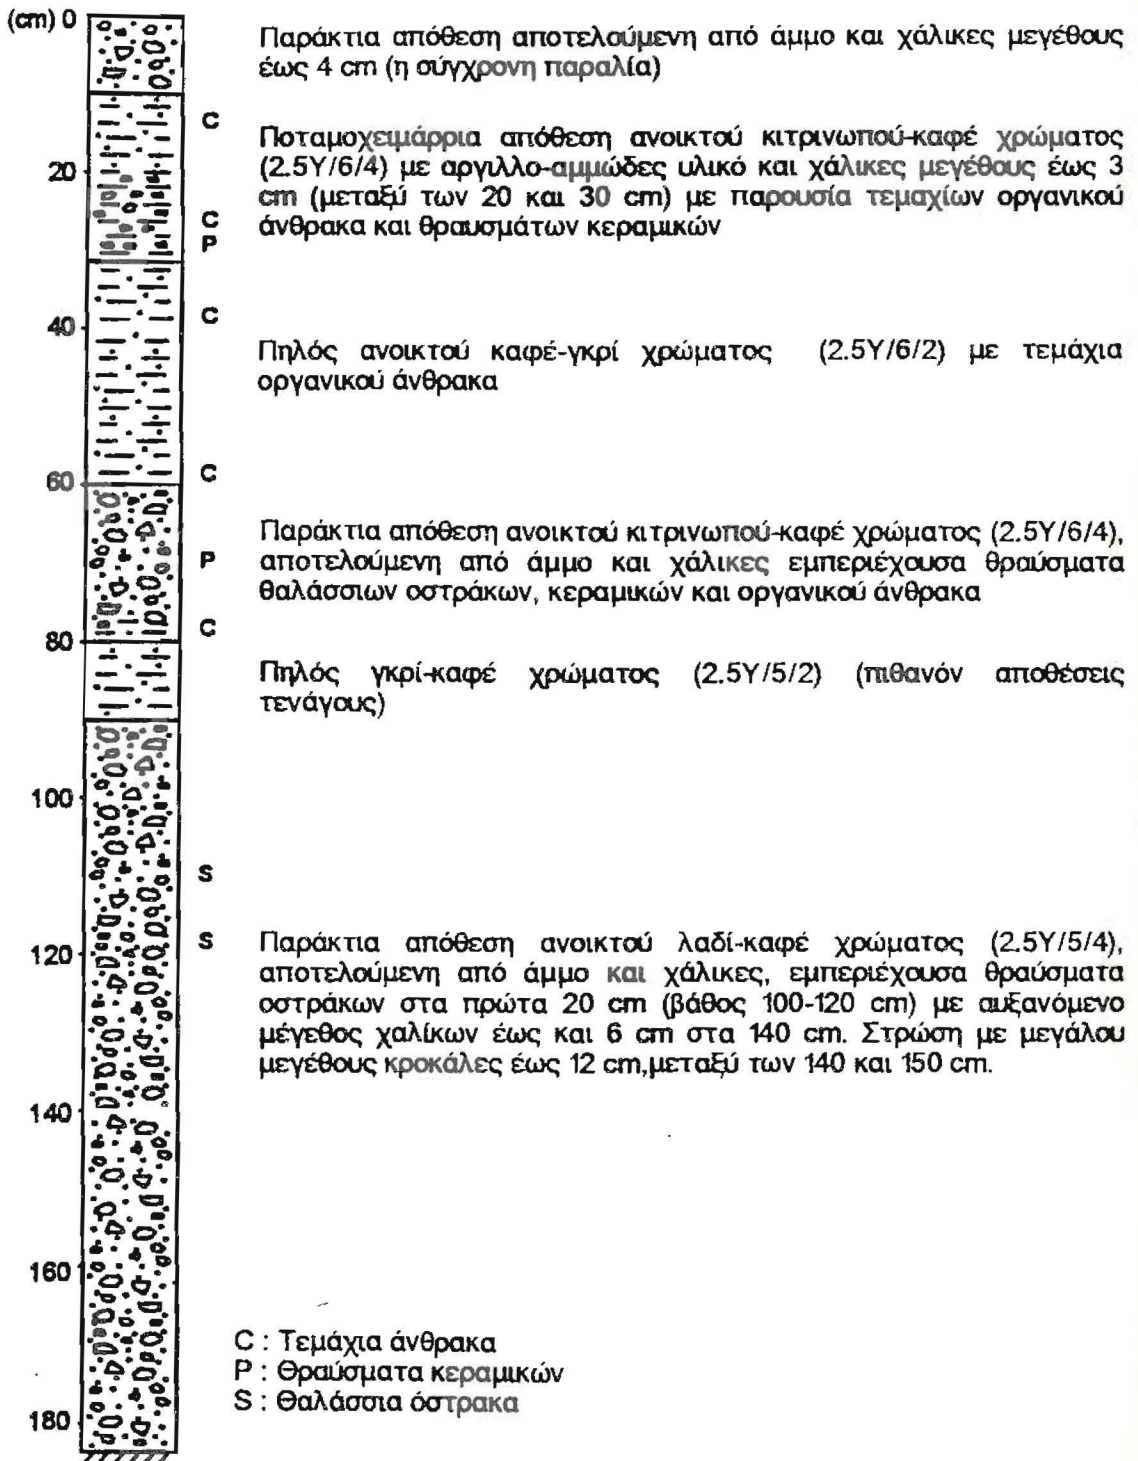 (cm) 0
Παράκτια απόθεση αποτελούμενη από άμμο και χάλικες μεγέθους
έως 4 cm (η σύγχρονη παραλία)
C
Ποταμοχειμάρρια απόθεση ανοικτού κιτρινωπού-καφέ χρώματος
20
(2.5Y/6/4) με αργιλλο-αμμώδες υλικό και χάλικες μεγέθους έως 3
cm (μεταξύ των 20 και 30 cm) με παρουσία τεμαχίων οργανικού
C
άνθρακα και θραυσμάτων κεραμικών
P
C
40
Πηλός ανοικτού καφέ-γκρί χρώματος (2.5Y/6/2) με τεμάχια
οργανικού άνθρακα
C
60
Παράκτια απόθεση ανοικτού κιτρινωπού-καφέ χρώματος (2.5Y/6/4),
P
αποτελούμενη από άμμο και χάλικες εμπεριέχουσα θραύσματα
θαλάσσιων οστράκων, κεραμικών και οργανικού άνθρακα
C
80
Πηλός γκρί-καφέ χρώματος (2.5Y/5/2) (πιθανόν αποθέσεις
τενάγους)
100
S
S
120
Παράκτια απόθεση ανοικτού λαδί-καφέ χρώματος (2.5Y/5/4),
αποτελούμενη από άμμο και χάλικες, εμπεριέχουσα θραύσματα
οστράκων στα πρώτα 20 cm (βάθος 100-120 cm) με αυξανόμενο
μέγεθος χαλίκων έως και 6 cm στα 140 cm. Στρώση με μεγάλου
μεγέθους κροκάλες έως 12 cm,μεταξύ των 140 και 150 cm.
140
160
C : Τεμάχια άνθρακα
P : Θραύσματα κεραμικών
S : Θαλάσσια όστρακα
180